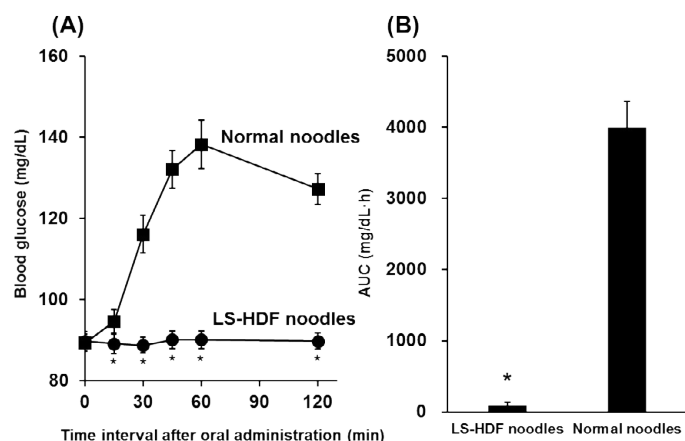 (A)
160
140
120
100
80
Blood glucose (mg/dL)
Normal noodles
LS-HDF noodles
* * * * *
0 30 60 90 120
Time interval after oral administration (min)
(B)
5000
4000
3000
2000
1000
0
AUC (mg/dL·h)
*
LS-HDF noodles Normal noodles